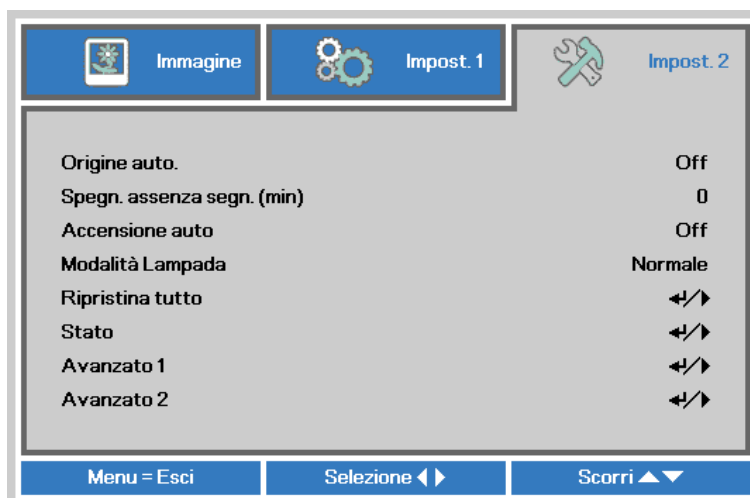 Immagine
Impost. 1
Impost. 2
Origine auto. Off
Spegn. assenza segn. (min) 0
Accensione auto Off
Modalità Lampada Normale
Ripristina tutto
Stato
Avanzato 1
Avanzato 2
Menu = Esci
Selezione
Scorri